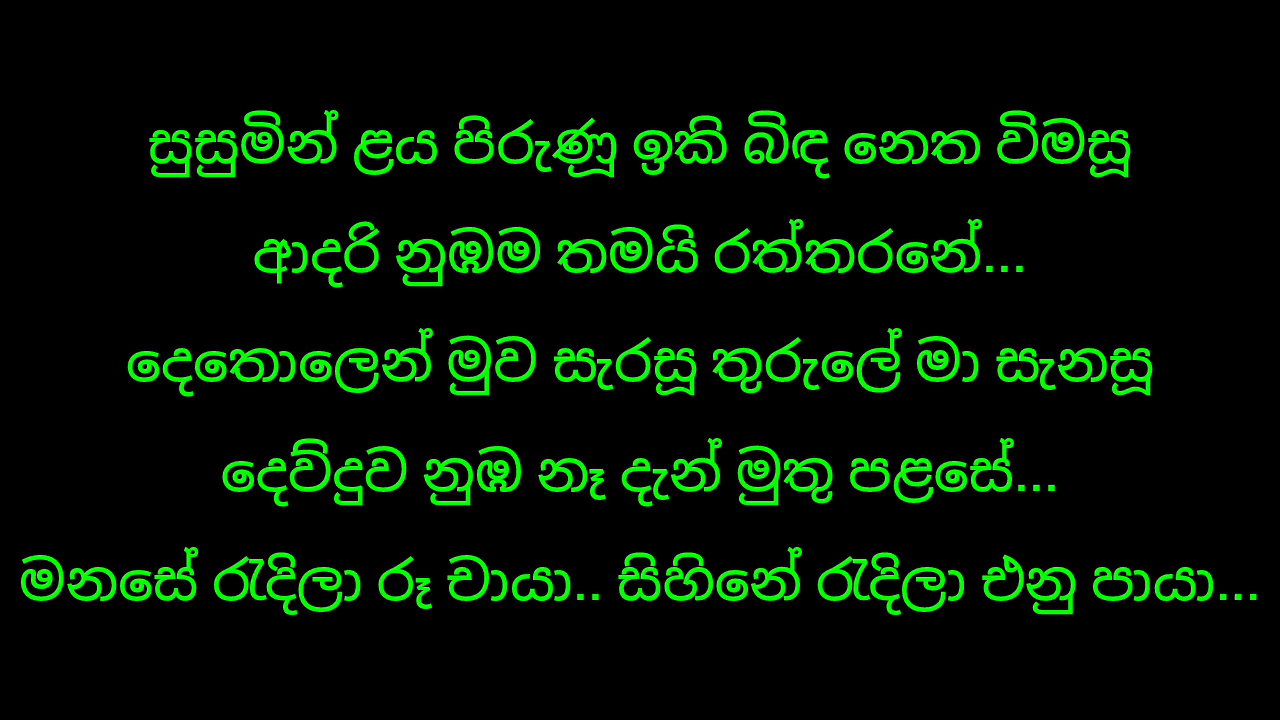 සුසුමින් ළය පිරුණු ඉකි බිඳ නෙත විමසූ
ආදරි නුඹම තමයි රත්තරනේ...
දෙතොලෙන් මුව සැරසූ තුරුලේ මා සැනසූ
දෙව්දුව නුඹ නෑ දැන් මුතු පළසේ...
මනසේ රැදිලා රූ චායා.. සිහිනේ රැදිලා එනු පායා...